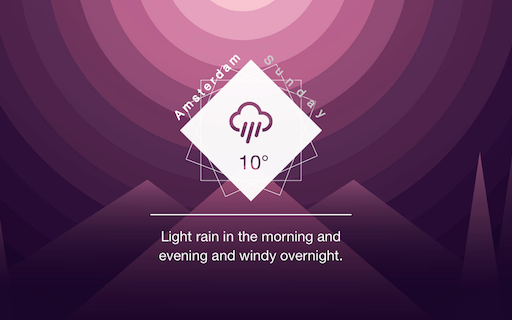 Amsterdam
Sunday
10°
Light rain in the morning and
evening and windy overnight.